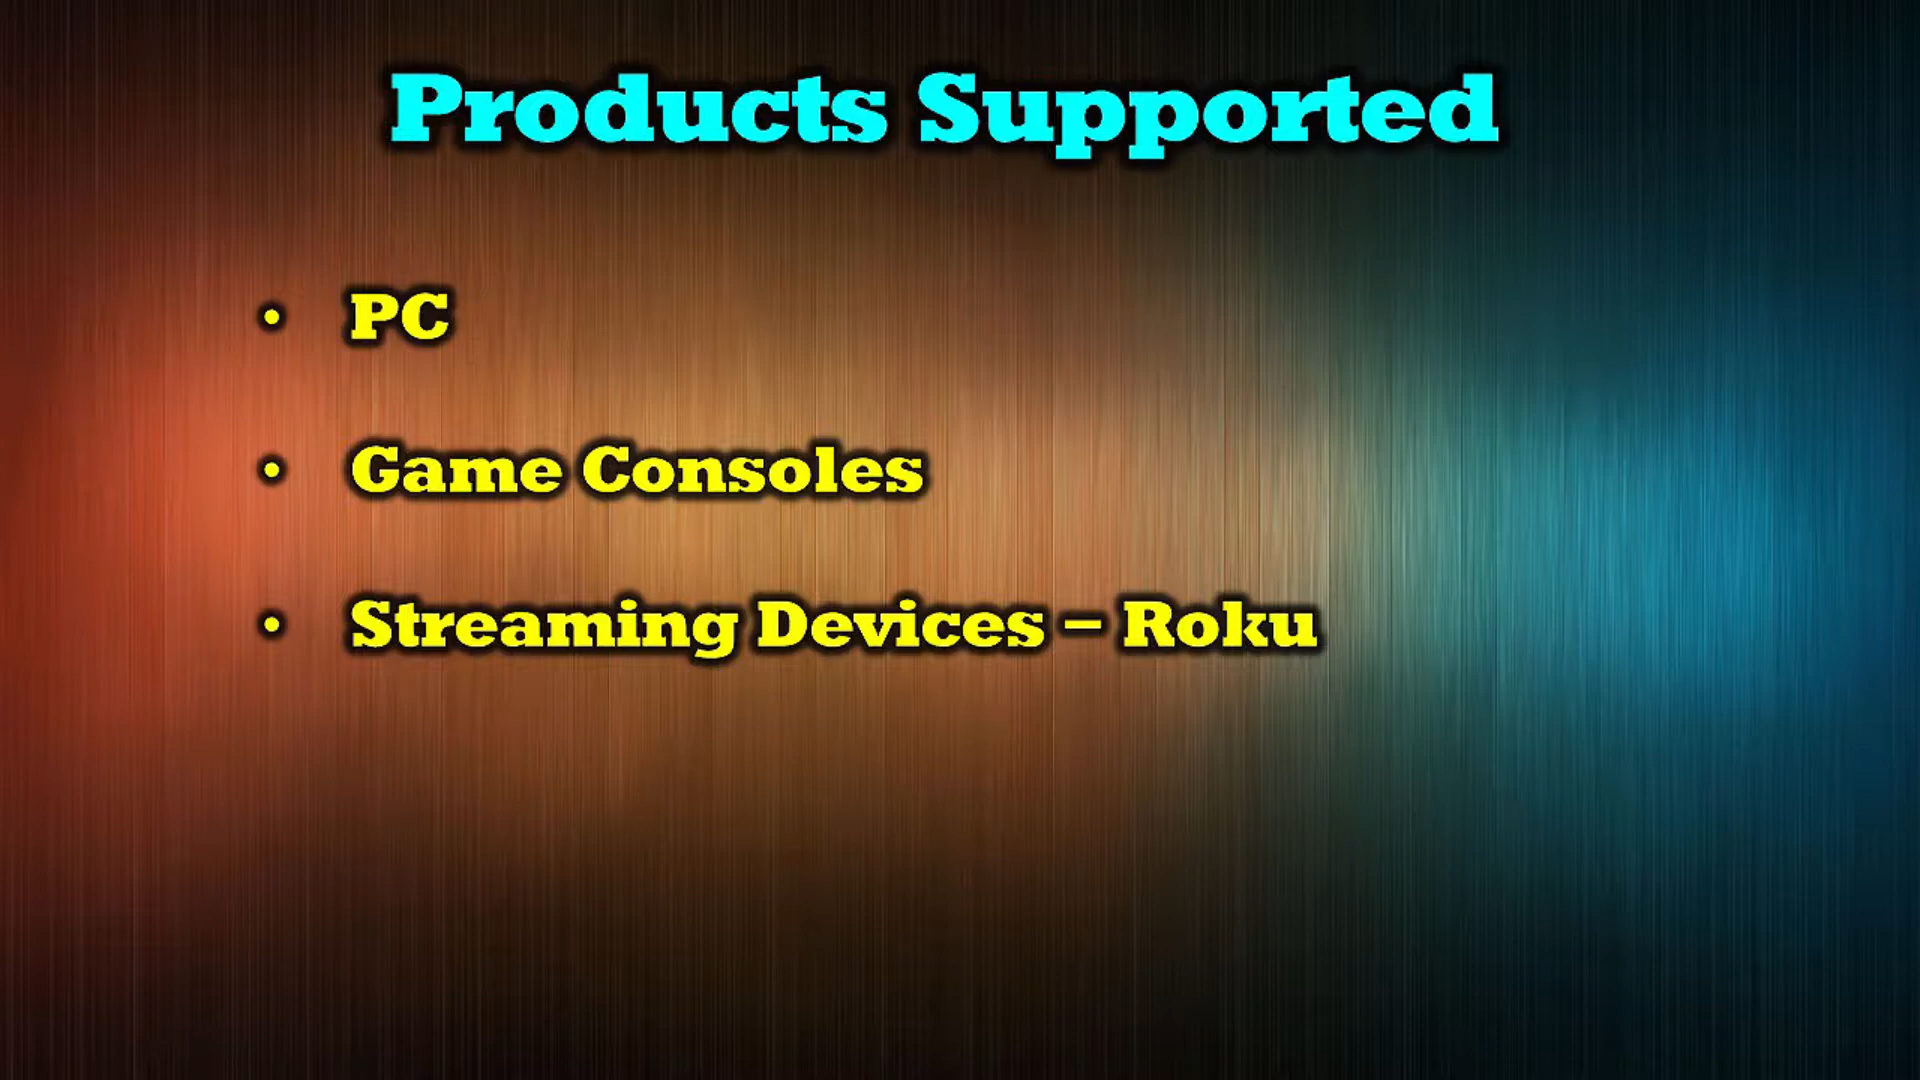 Products Supported
• PC
• Game Consoles
• Streaming Devices – Roku